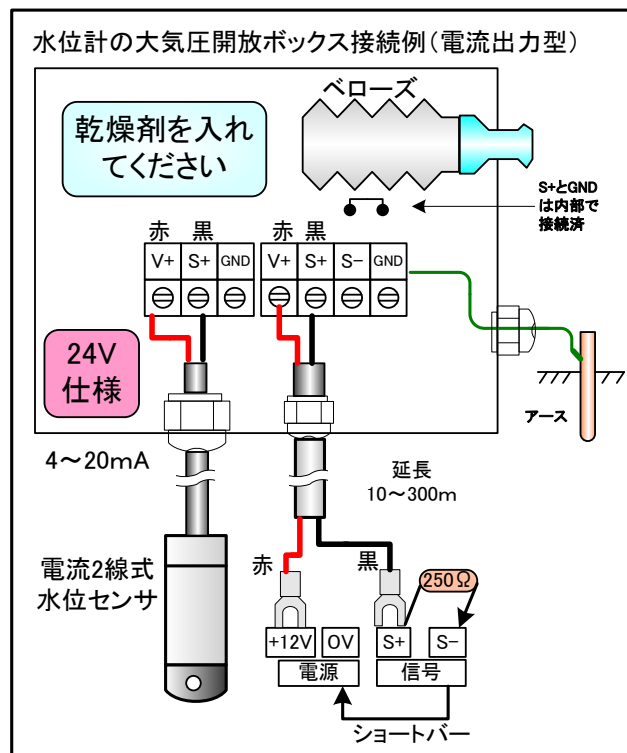 水位計の大気圧開放ボックス接続例(電流出力型)
ベローズ
乾燥剤を入れ
てください
S+とGND
は内部で
接続済
赤 黒
赤 黒
V+ S+ GND
V+ S+ S- GND
24V
仕様
アース
4～20mA
延長
10～300m
電流2線式
水位センサ
赤
黒
250Ω
+12V 0V S+ S-
電源 信号
ショートバー